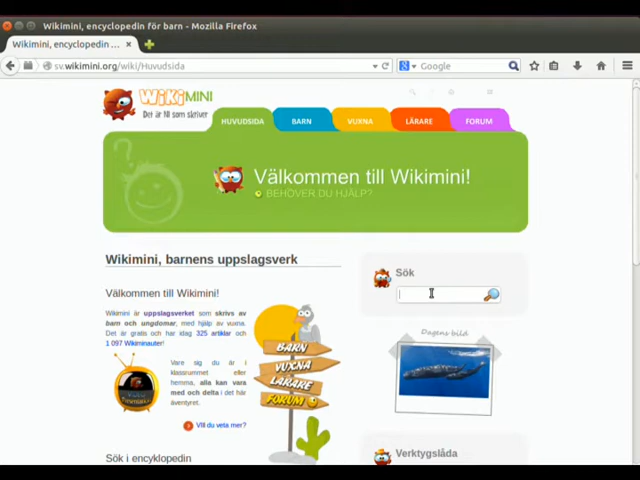 Wikimini, encyclopedin för barn - Mozilla Firefox
Wikimini, encyclopedin ...
sv.wikimini.org/wiki/Huvudsida
Google
WikiMINI
Det är NI som skriver
HUVUDSIDA
BARN
VUXNA
LÄRARE
FORUM
Välkommen till Wikimini!
BEHÖVER DU HJÄLP?
Wikimini, barnens uppslagsverk
Välkommen till Wikimini!
Wikimini är uppslagsverket som skrivs av
barn och ungdomar, med hjälp av vuxna.
Det är gratis och har idag 325 artiklar och
1 097 Wikiminauter!
Vare sig du är i
klassrummet eller
hemma, alla kan vara
med och delta i det här
äventyret.
Vill du veta mer?
BARN
VUXNA
LÄRARE
FORUM
Sök i encyklopedin
Sök
Dagens bild
Verktygslåda